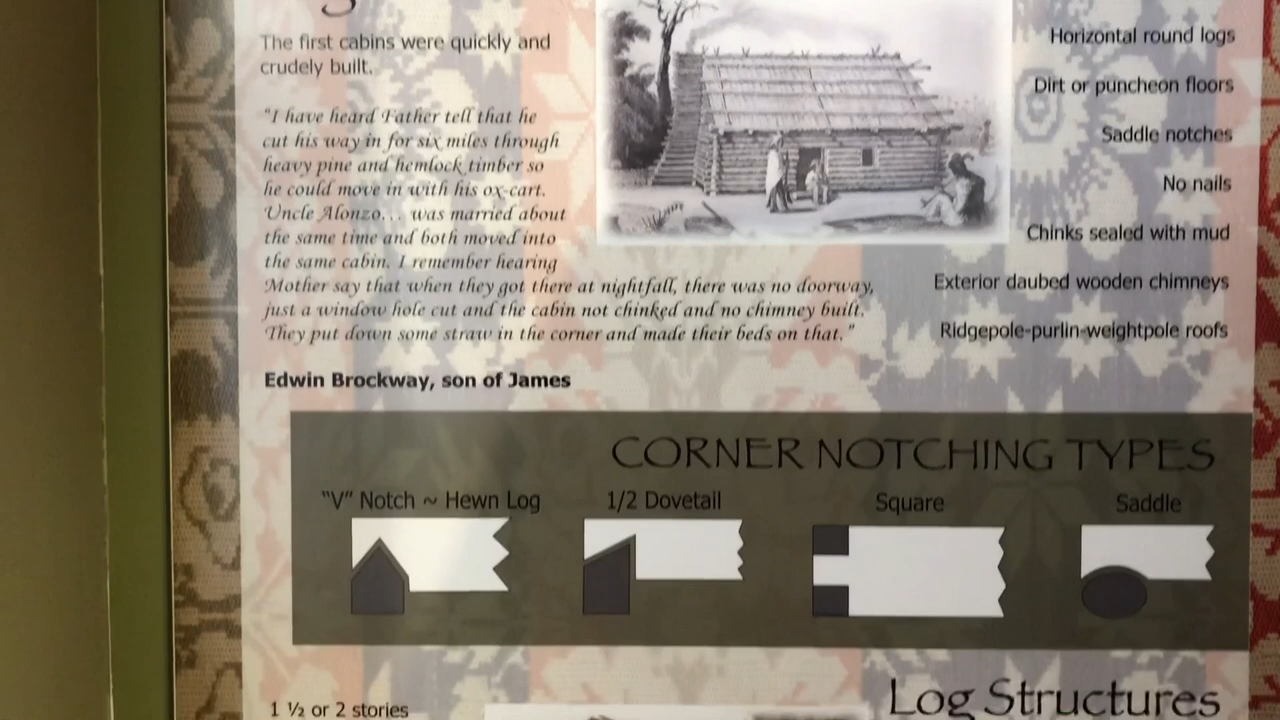 The first cabins were quickly and
crudely built.
"I have heard Father tell that he
cut his way in for six miles through
heavy pine and hemlock timber so
he could move in with his ox-cart.
Uncle Alonzo... was married about
the same time and both moved into
the same cabin. I remember hearing
Mother say that when they got there at nightfall, there was no doorway,
just a window hole cut and the cabin not chinked and no chimney built.
They put down some straw in the corner and made their beds on that."
Edwin Brockway, son of James
Horizontal round logs
Dirt or puncheon floors
Saddle notches
No nails
Chinks sealed with mud
Exterior daubed wooden chimneys
Ridgepole-purlin-weightpole roofs
CORNER NOTCHING TYPES
"V" Notch ~ Hewn Log
1/2 Dovetail
Square
Saddle
Log Structures
1 ½ or 2 stories